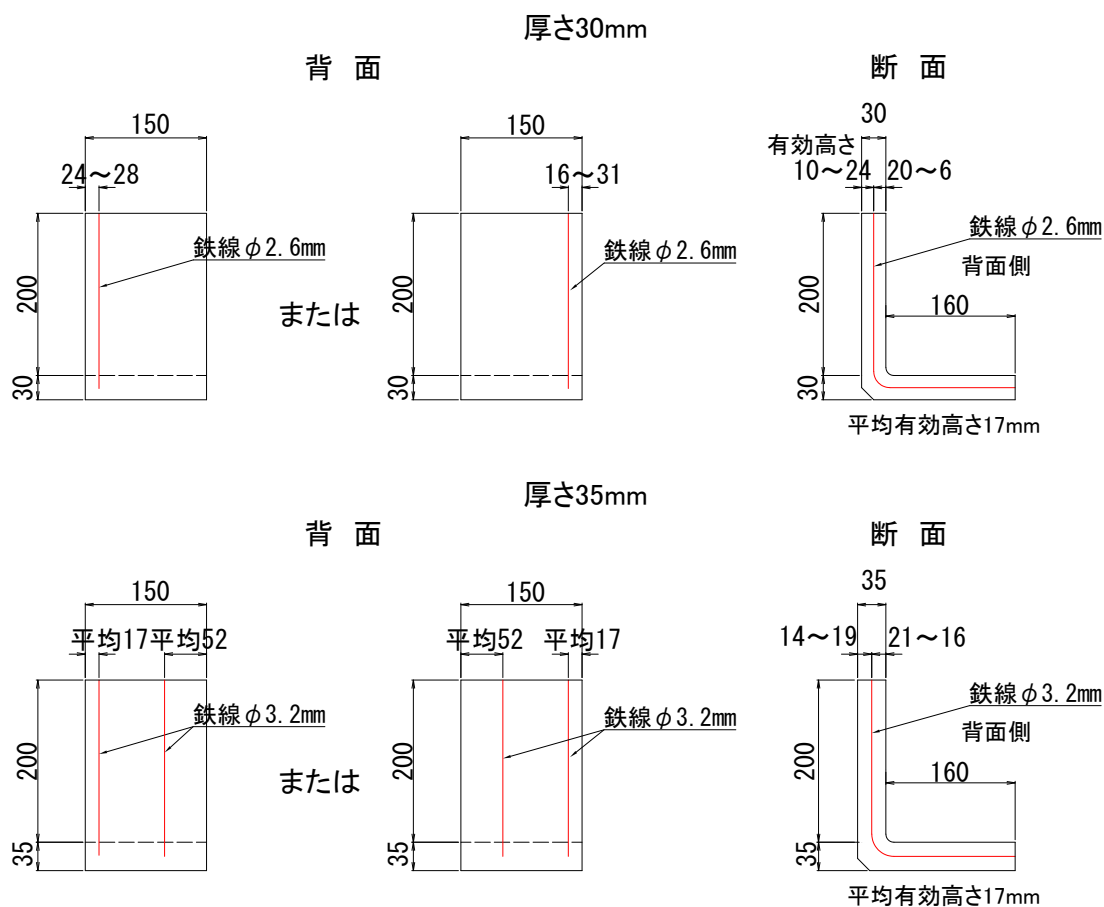 厚さ30mm
背 面
断 面
150
150
30
有効高さ
24～28
16～31
10～24
20～6
鉄線φ2.6mm
鉄線φ2.6mm
鉄線φ2.6mm
背面側
200
または
200
200
160
30
30
30
平均有効高さ17mm
厚さ35mm
背 面
断 面
150
150
35
平均17
平均52
平均52
平均17
14～19
21～16
鉄線φ3.2mm
鉄線φ3.2mm
鉄線φ3.2mm
背面側
200
または
200
200
160
35
35
35
平均有効高さ17mm